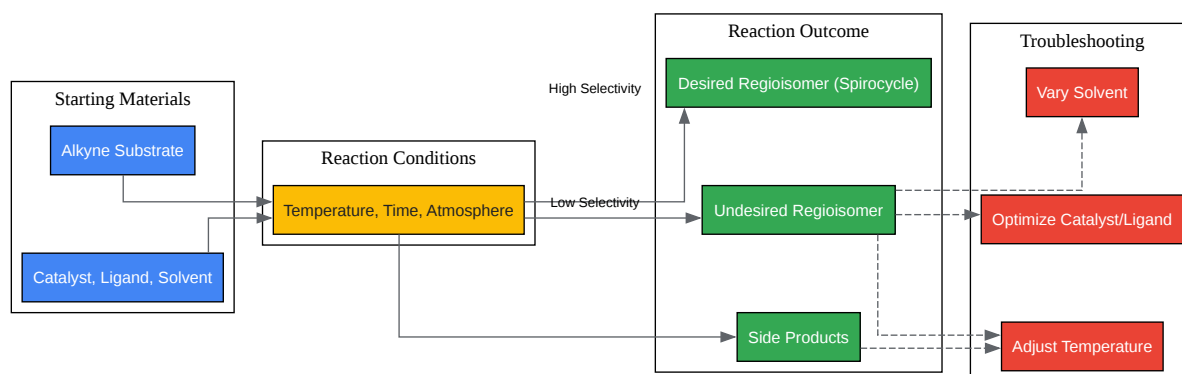 Starting Materials
Alkyne Substrate
Catalyst, Ligand, Solvent
Reaction Conditions
Temperature, Time, Atmosphere
High Selectivity
Low Selectivity
Reaction Outcome
Desired Regioisomer (Spirocycle)
Undesired Regioisomer
Side Products
Troubleshooting
Vary Solvent
Optimize Catalyst/Ligand
Adjust Temperature